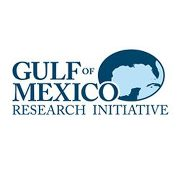 GULF OF
MEXICO
RESEARCH INITIATIVE